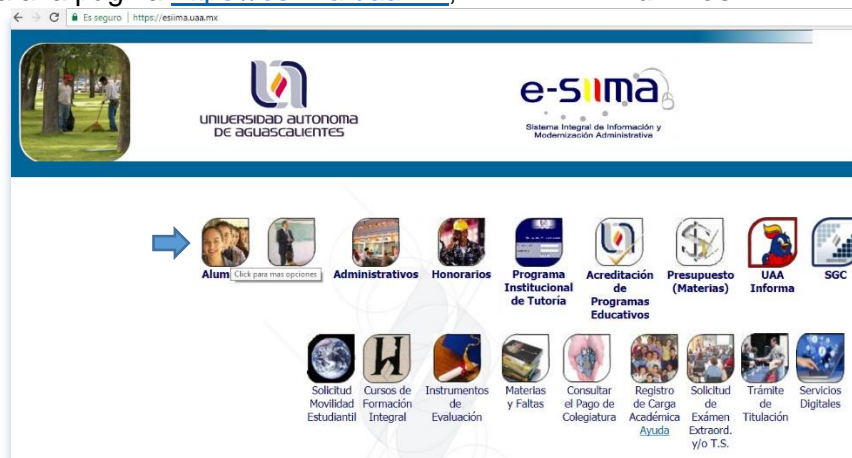 Es seguro | https://esiima.uaa.mx
UNIVERSIDAD AUTONOMA
DE AGUASCALIENTES
e-siima
Sistema Integral de Información y
Modernización Administrativa
Alum
Click para mas opciones
Administrativos
Honorarios
Programa
Institucional
de Tutoría
Acreditación
de
Programas
Educativos
Presupuesto
(Materias)
UAA
Informa
SGC
Solicitud
Movilidad
Estudiantil
Cursos de
Formación
Integral
Instrumentos
de
Evaluación
Materias
y Faltas
Consultar
el Pago de
Colegiatura
Registro
de Carga
Académica
Ayuda
Solicitud
de
Exámen
Extraord.
y/o T.S.
Trámite
de
Titulación
Servicios
Digitales